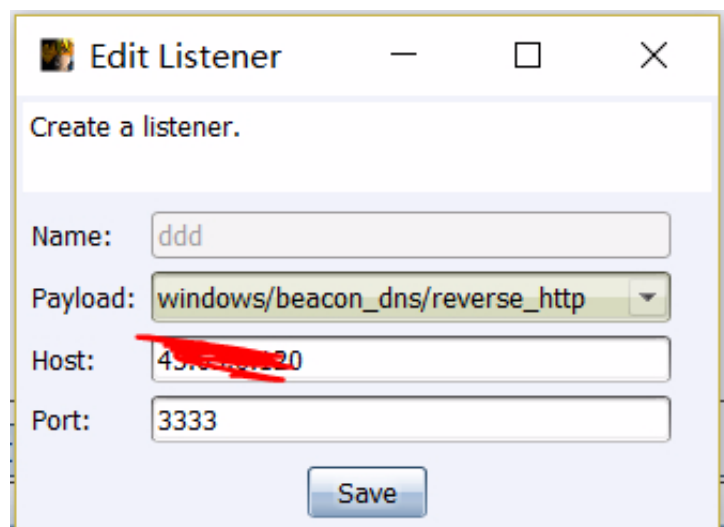 Edit Listener
Create a listener.
Name: ddd
Payload: windows/beacon_dns/reverse_http
Host:
Port: 3333
Save